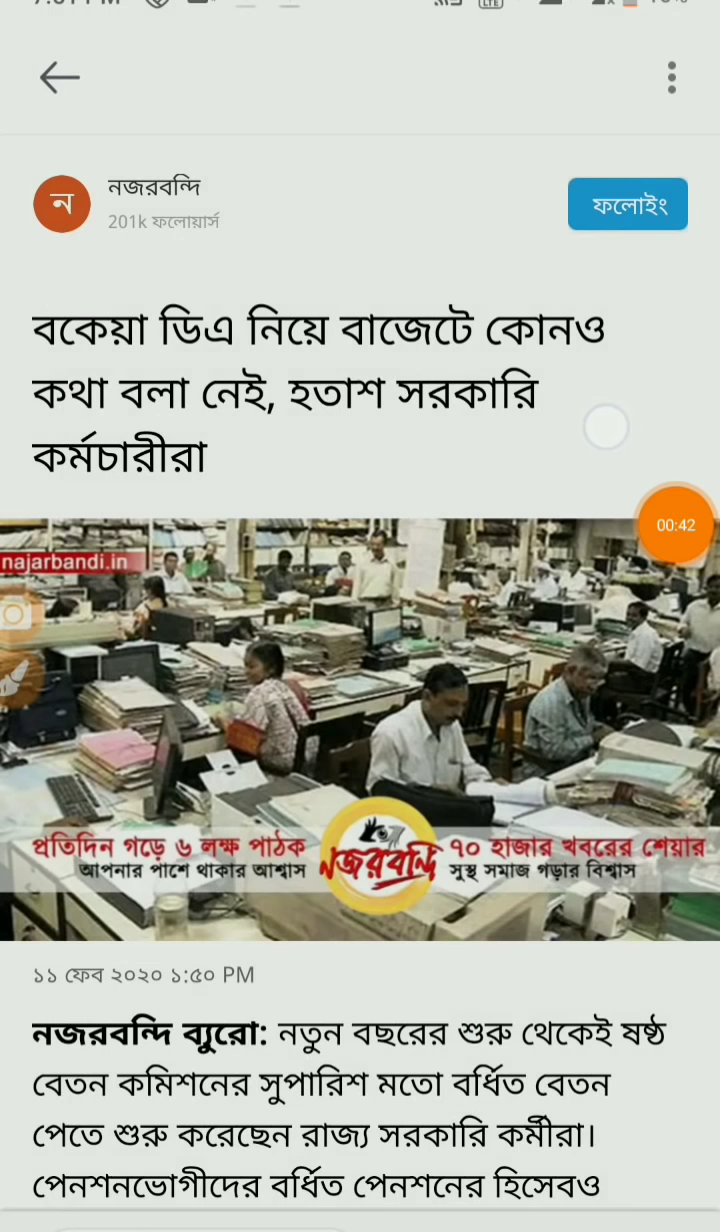 নজরবন্দি
201k ফলোয়ার্স
ফলোইং
বকেয়া ডিএ নিয়ে বাজেটে কোনও
কথা বলা নেই, হতাশ সরকারি
কর্মচারীরা
00:42
najarbandi.in
প্রতিদিন গড়ে ৬ লক্ষ পাঠক
আপনার পাশে থাকার আশ্বাস
নজরবন্দি
৭০ হাজার খবরের শেয়ার
সুস্থ সমাজ গড়ার বিশ্বাস
১১ ফেব ২০২০ ১:৫০ PM
নজরবন্দি ব্যুরো: নতুন বছরের শুরু থেকেই ষষ্ঠ
বেতন কমিশনের সুপারিশ মতো বর্ধিত বেতন
পেতে শুরু করেছেন রাজ্য সরকারি কর্মীরা।
পেনশনভোগীদের বর্ধিত পেনশনের হিসেবও